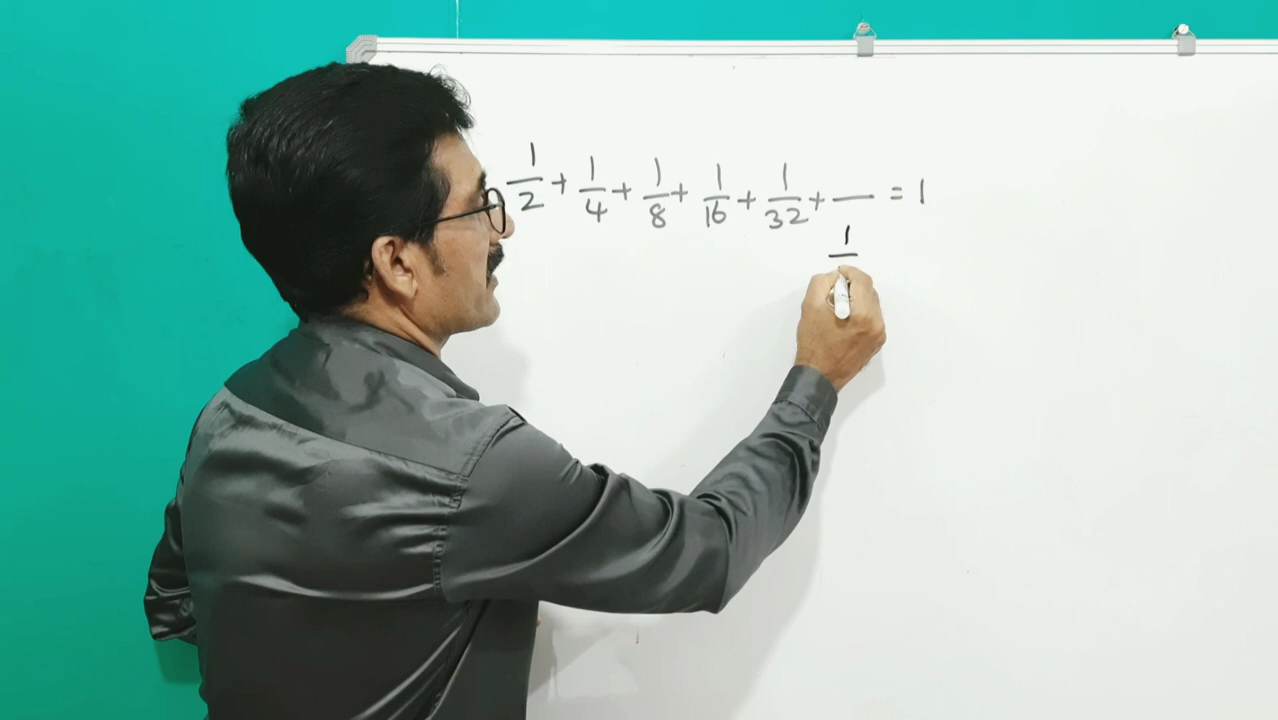 1/2 + 1/4 + 1/8 + 1/16 + 1/32 + — = 1
1/